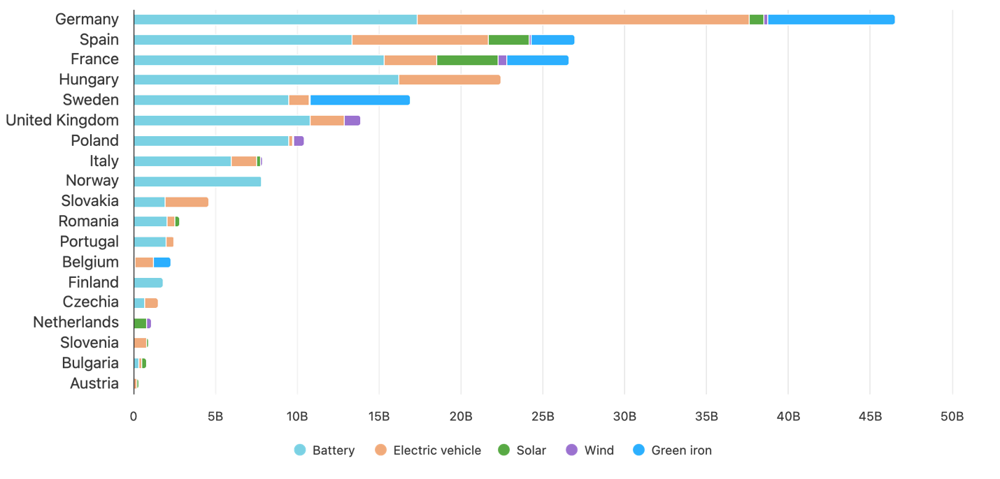 Germany
Spain
France
Hungary
Sweden
United Kingdom
Poland
Italy
Norway
Slovakia
Romania
Portugal
Belgium
Finland
Czechia
Netherlands
Slovenia
Bulgaria
Austria
0 5B 10B 15B 20B 25B 30B 35B 40B 45B 50B
Battery Electric vehicle Solar Wind Green iron